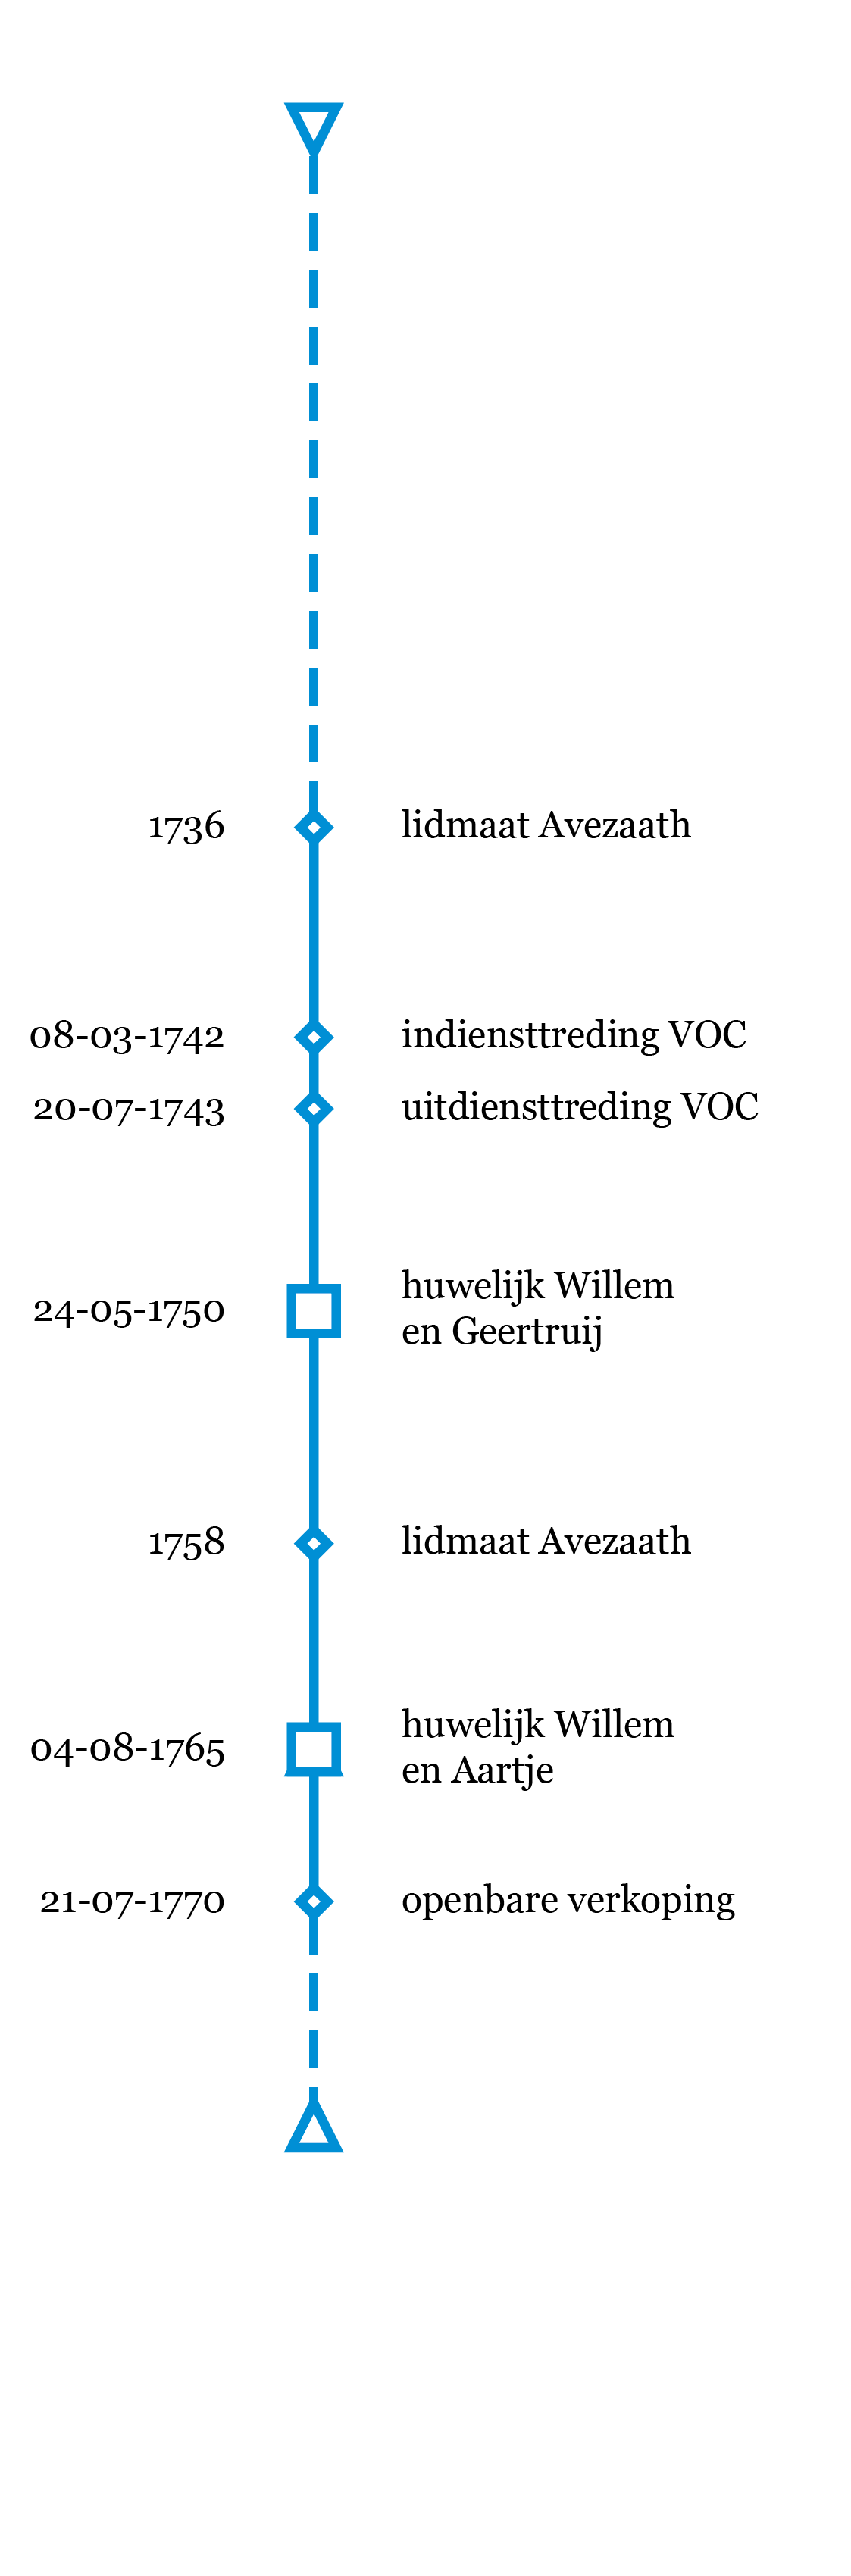 1736 lidmaat Avezaath
08-03-1742 indiensttreding VOC
20-07-1743 uitdiensttreding VOC
24-05-1750 huwelijk Willem
en Geertruij
1758 lidmaat Avezaath
04-08-1765 huwelijk Willem
en Aartje
21-07-1770 openbare verkoping